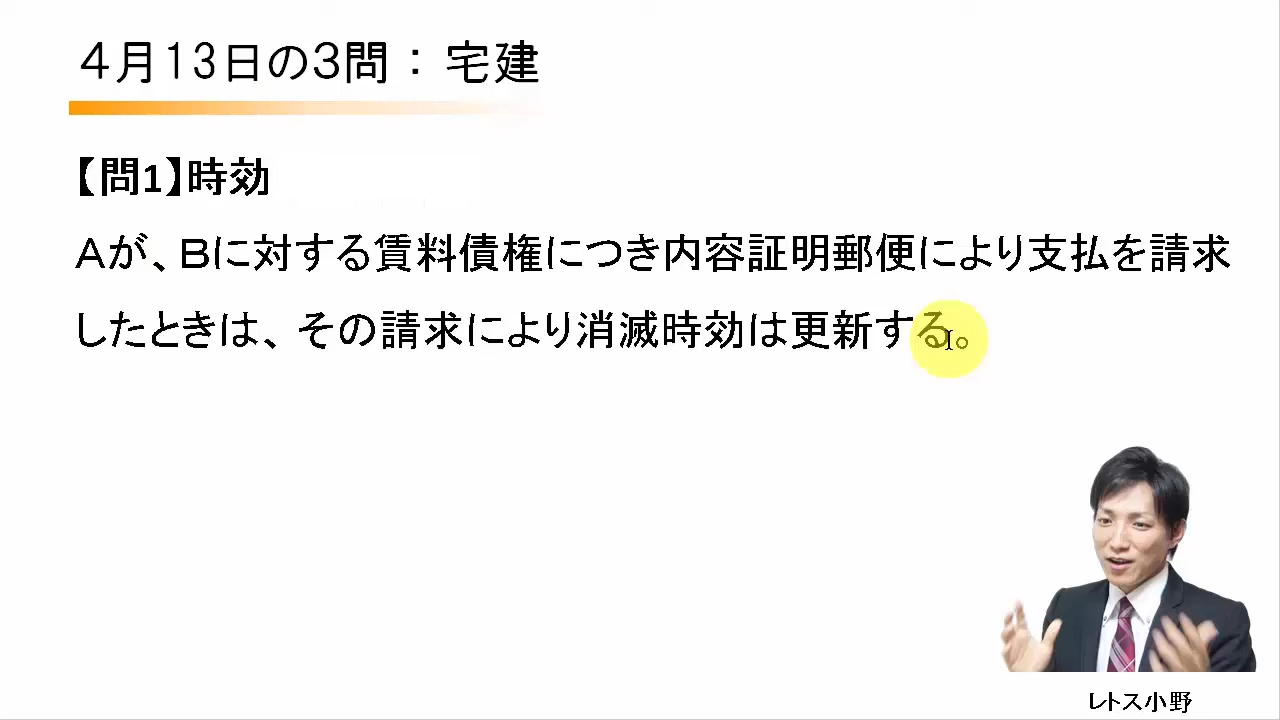 ４月13日の３問：宅建
【問1】時効
Ａが、Ｂに対する賃料債権につき内容証明郵便により支払を請求
したときは、その請求により消滅時効は更新する。
レトス小野